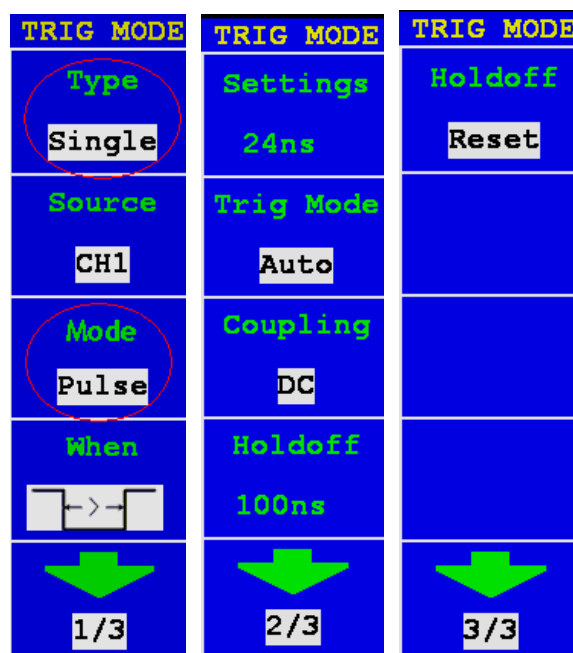 TRIG MODE
Type
Single
Source
CH1
Mode
Pulse
When
←>→
1/3
TRIG MODE
Settings
24ns
Trig Mode
Auto
Coupling
DC
Holdoff
100ns
2/3
TRIG MODE
Holdoff
Reset
3/3